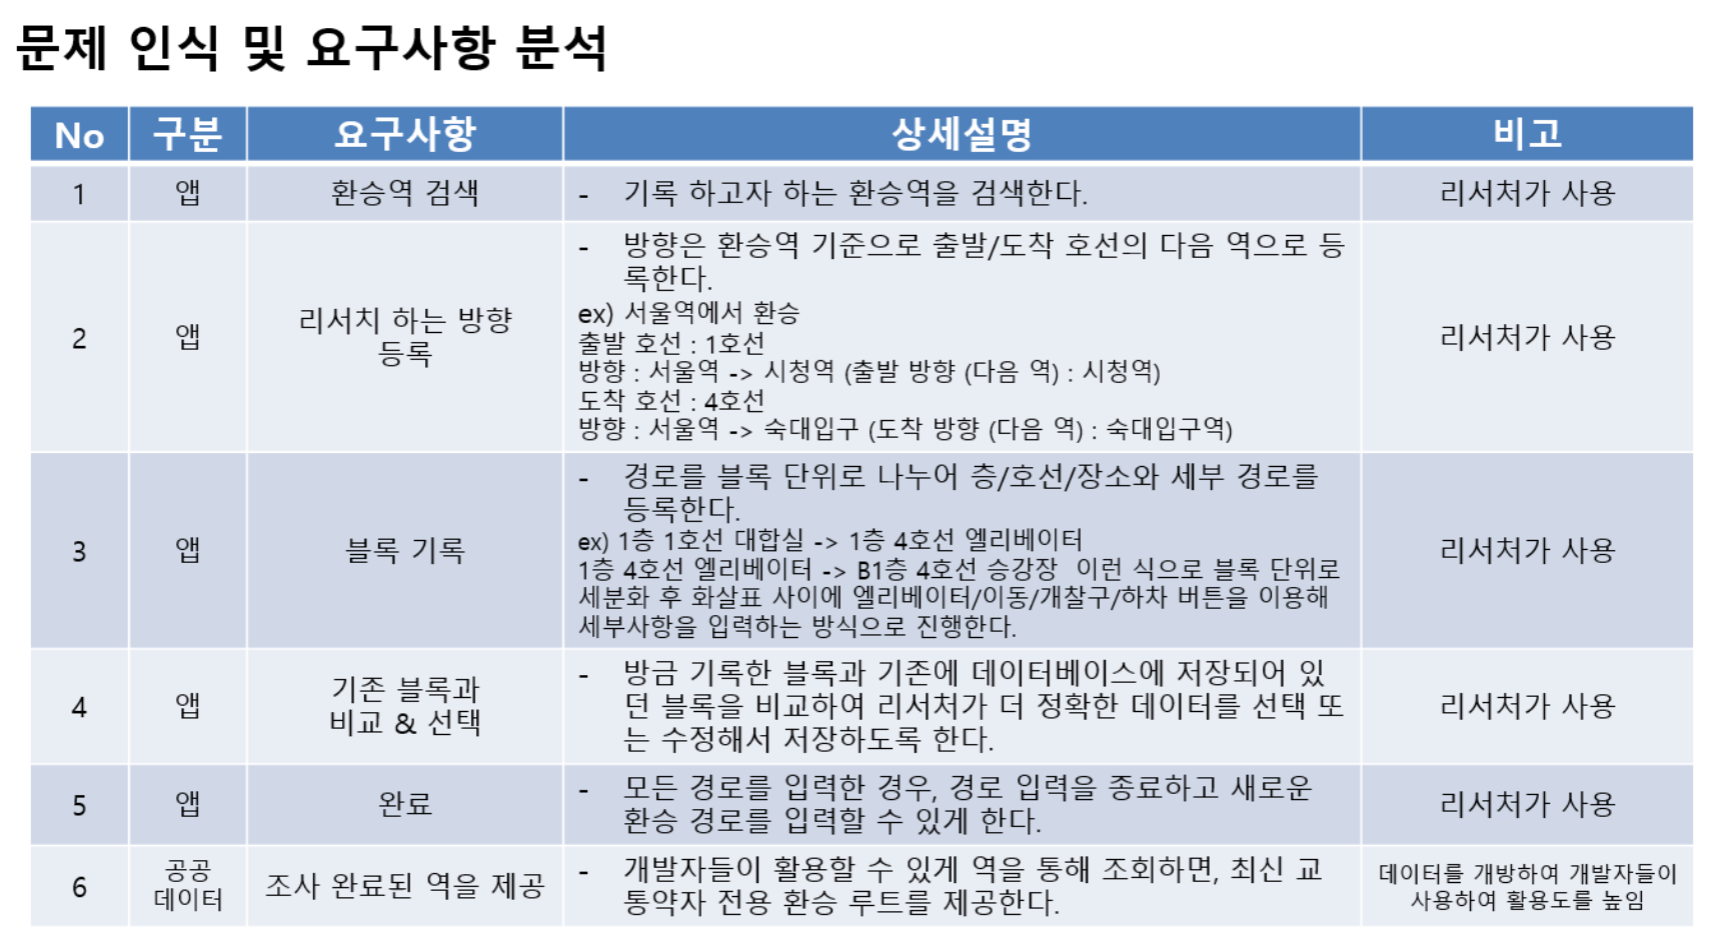 문제 인식 및 요구사항 분석
No 구분 요구사항 상세설명 비고
1 앱 환승역 검색 - 기록 하고자 하는 환승역을 검색한다. 리서처가 사용
2 앱 리서치 하는 방향
등록
- 방향은 환승역 기준으로 출발/도착 호선의 다음 역으로 등
록한다.
ex) 서울역에서 환승
출발 호선 : 1호선
방향 : 서울역 -> 시청역 (출발 방향 (다음 역) : 시청역)
도착 호선 : 4호선
방향 : 서울역 -> 숙대입구 (도착 방향 (다음 역) : 숙대입구역)
리서처가 사용
3 앱 블록 기록
- 경로를 블록 단위로 나누어 층/호선/장소와 세부 경로를
등록한다.
ex) 1층 1호선 대합실 -> 1층 4호선 엘리베이터
1층 4호선 엘리베이터 -> B1층 4호선 승강장 이런 식으로 블록 단위로
세분화 후 화살표 사이에 엘리베이터/이동/개찰구/하차 버튼을 이용해
세부사항을 입력하는 방식으로 진행한다.
리서처가 사용
4 앱 기존 블록과
비교 & 선택
- 방금 기록한 블록과 기존에 데이터베이스에 저장되어 있
던 블록을 비교하여 리서처가 더 정확한 데이터를 선택 또
는 수정해서 저장하도록 한다.
리서처가 사용
5 앱 완료
- 모든 경로를 입력한 경우, 경로 입력을 종료하고 새로운
환승 경로를 입력할 수 있게 한다.
리서처가 사용
6 공공
데이터
조사 완료된 역을 제공
- 개발자들이 활용할 수 있게 역을 통해 조회하면, 최신 교
통약자 전용 환승 루트를 제공한다.
데이터를 개방하여 개발자들이
사용하여 활용도를 높임